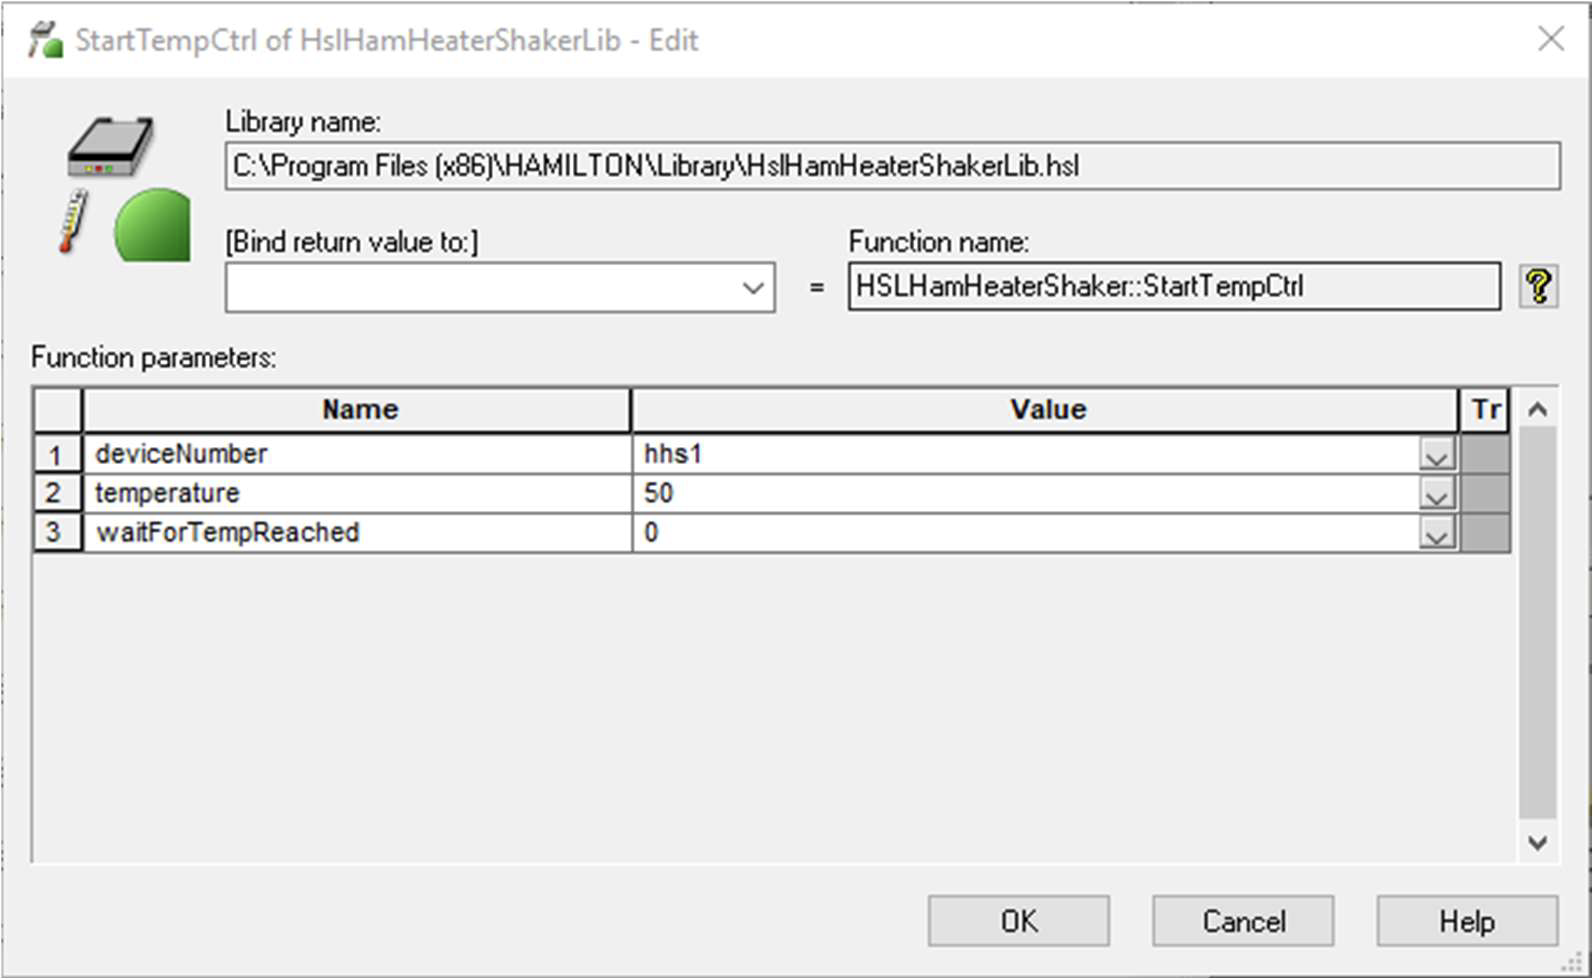 StartTempCtrl of HslHamHeaterShakerLib - Edit
Library name:
C:\Program Files (x86)\HAMILTON\Library\HslHamHeaterShakerLib.hsl
[Bind return value to:]
Function name:
= HSLHamHeaterShaker::StartTempCtrl ?
Function parameters:
Name Value Tr
1 deviceNumber hhs1
2 temperature 50
3 waitForTempReached 0
OK Cancel Help